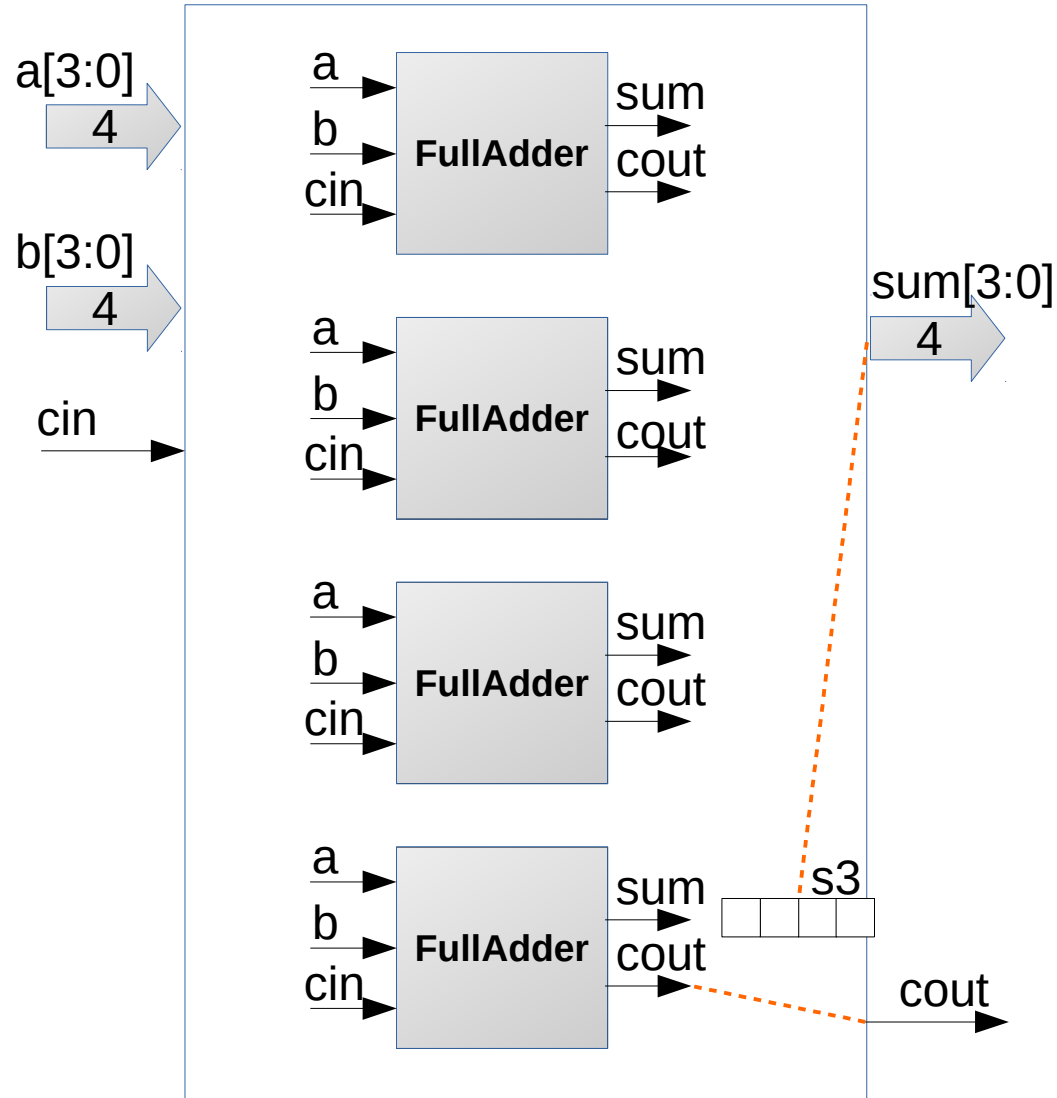 a[3:0]
4
b[3:0]
4
cin
a
b
cin
FullAdder
sum
cout
a
b
cin
FullAdder
sum
cout
a
b
cin
FullAdder
sum
cout
a
b
cin
FullAdder
sum
cout
s3
sum[3:0]
4
cout